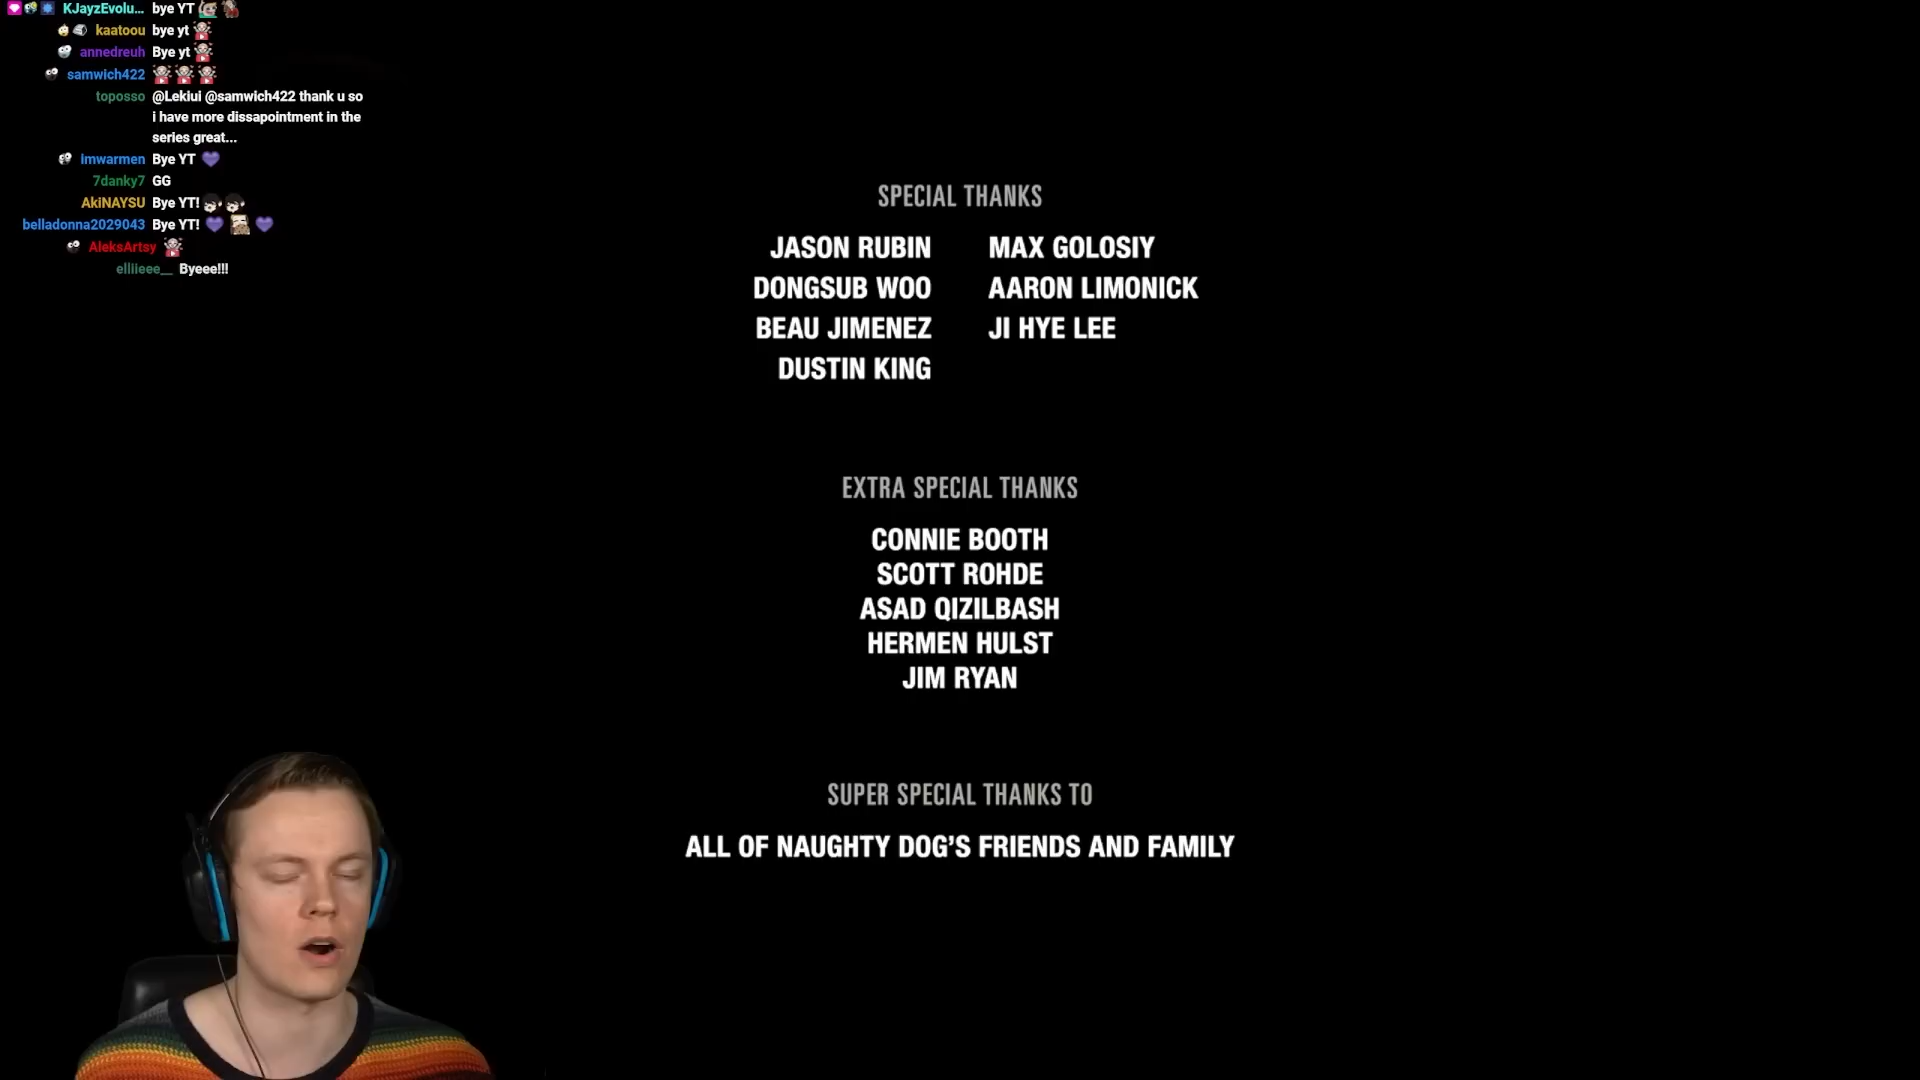 KJayzEvolu... bye YT
kaatoou bye yt
annedreuh Bye yt
samwich422
toposso @Lekiui @samwich422 thank u so
i have more dissapointment in the
series great...
imwarmen Bye YT
7danky7 GG
AkiNAYSU Bye YT!
belladonna2029043 Bye YT!
AleksArtsy
elliieee__ Byeee!!!
SPECIAL THANKS
JASON RUBIN MAX GOLOSIY
DONGSUB WOO AARON LIMONICK
BEAU JIMENEZ JI HYE LEE
DUSTIN KING
EXTRA SPECIAL THANKS
CONNIE BOOTH
SCOTT ROHDE
ASAD QIZILBASH
HERMEN HULST
JIM RYAN
SUPER SPECIAL THANKS TO
ALL OF NAUGHTY DOG'S FRIENDS AND FAMILY